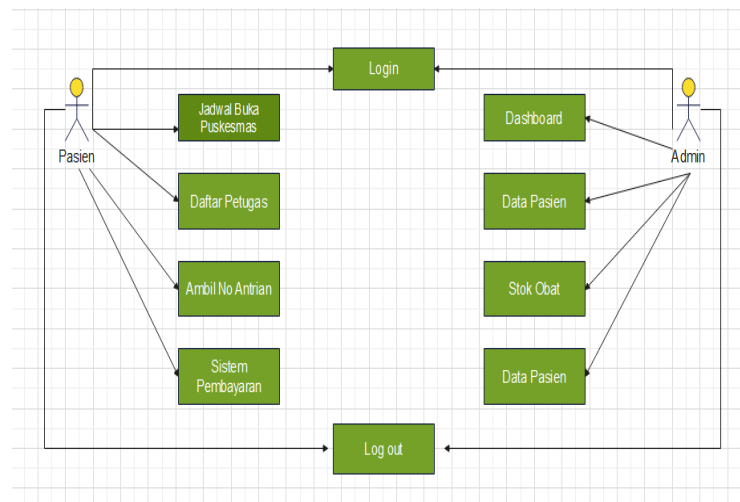 Login
Jadwal Buka
Puskesmas
Dashboard
Pasien
Admin
Daftar Petugas
Data Pasien
Ambil No Antrian
Stok Obat
Sistem
Pembayaran
Data Pasien
Log out